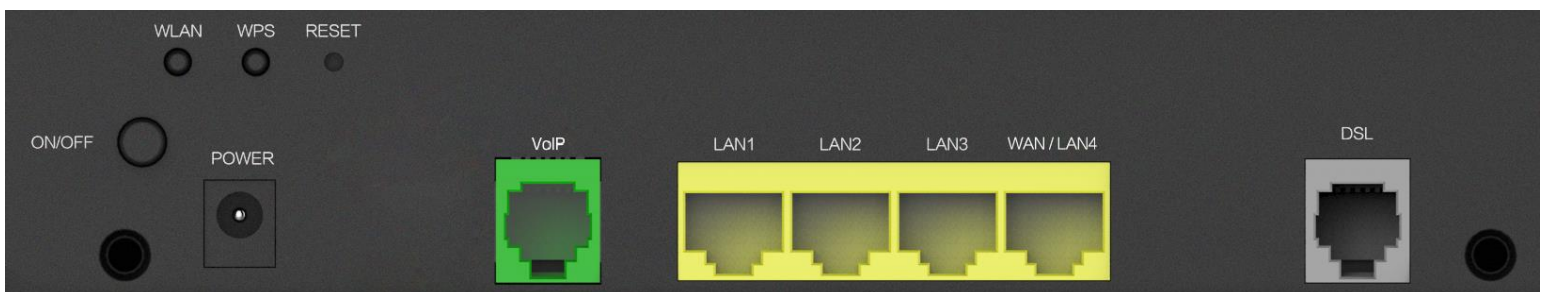 WLAN WPS RESET
ON/OFF
POWER
VoIP
LAN1 LAN2 LAN3 WAN / LAN4
DSL